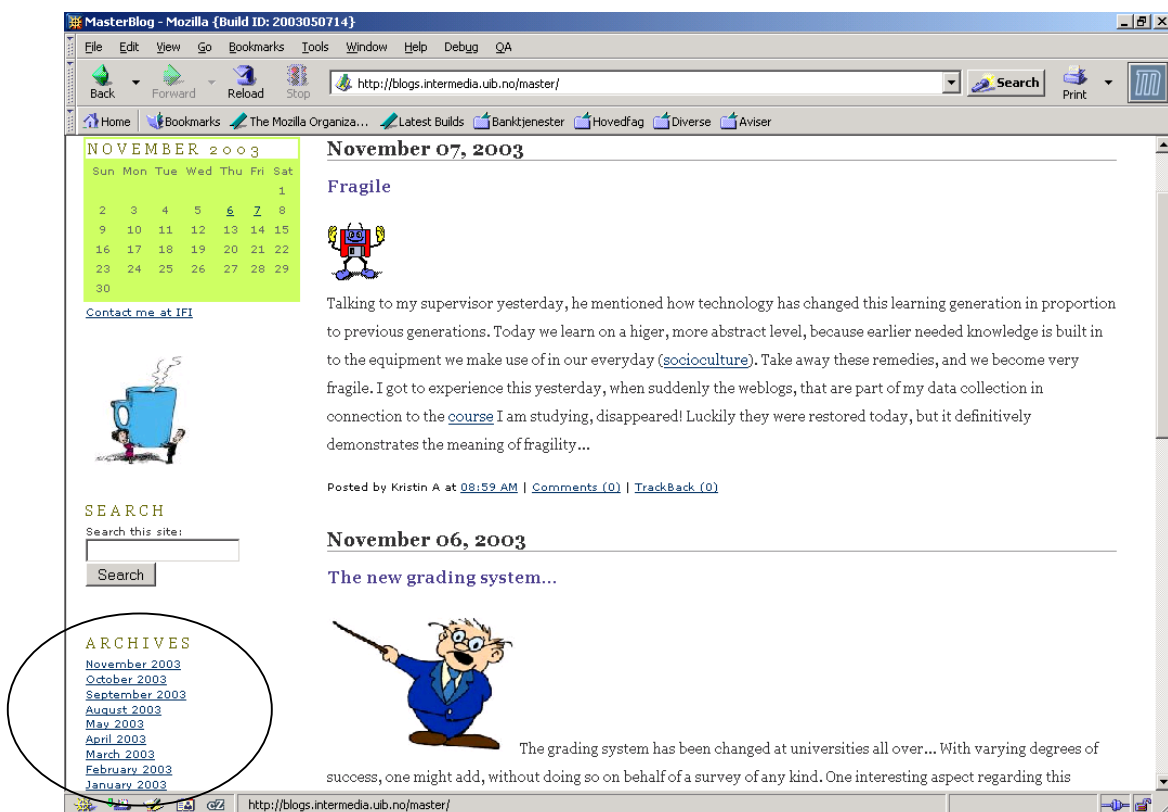 MasterBlog - Mozilla {Build ID: 2003050714}
File Edit View Go Bookmarks Tools Window Help Debug QA
Back Forward Reload Stop http://blogs.intermedia.uib.no/master/ Search Print
Home Bookmarks The Mozilla Organiza... Latest Builds Banktjenester Hovedfag Diverse Aviser
NOVEMBER 2003
Sun Mon Tue Wed Thu Fri Sat
1
2 3 4 5 6 7 8
9 10 11 12 13 14 15
16 17 18 19 20 21 22
23 24 25 26 27 28 29
30
Contact me at IFI
SEARCH
Search this site:
Search
ARCHIVES
November 2003
October 2003
September 2003
August 2003
May 2003
April 2003
March 2003
February 2003
January 2003
November 07, 2003
Fragile
Talking to my supervisor yesterday, he mentioned how technology has changed this learning generation in proportion
to previous generations. Today we learn on a higer, more abstract level, because earlier needed knowledge is built in
to the equipment we make use of in our everyday (socioculture). Take away these remedies, and we become very
fragile. I got to experience this yesterday, when suddenly the weblogs, that are part of my data collection in
connection to the course I am studying, disappeared! Luckily they were restored today, but it definitively
demonstrates the meaning of fragility...
Posted by Kristin A at 08:59 AM | Comments (0) | TrackBack (0)
November 06, 2003
The new grading system...
The grading system has been changed at universities all over... With varying degrees of
success, one might add, without doing so on behalf of a survey of any kind. One interesting aspect regarding this
http://blogs.intermedia.uib.no/master/